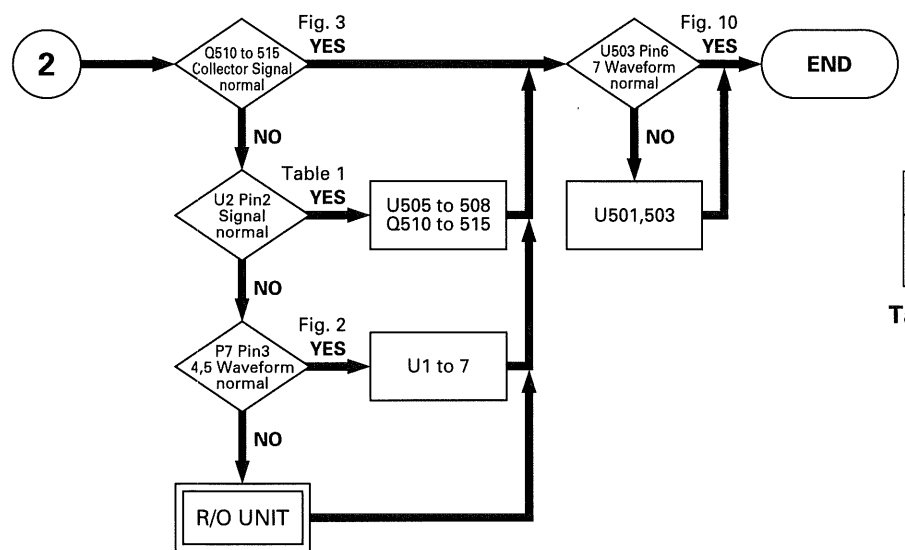 Fig. 3
Fig. 10
2
Q510 to 515
Collector Signal
normal
YES
U503 Pin6
7 Waveform
normal
YES
END
NO
NO
Table 1
U2 Pin2
Signal
normal
YES
U505 to 508
Q510 to 515
U501,503
NO
Fig. 2
P7 Pin3
4,5 Waveform
normal
YES
U1 to 7
NO
R/O UNIT